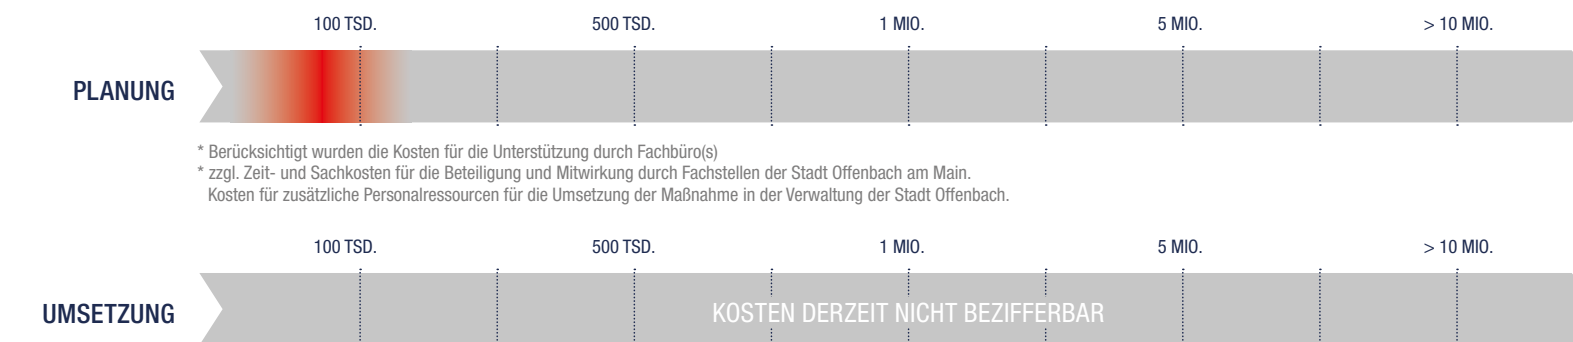 100 TSD. 500 TSD. 1 MIO. 5 MIO. > 10 MIO.
PLANUNG
* Berücksichtigt wurden die Kosten für die Unterstützung durch Fachbüro(s)
* zzgl. Zeit- und Sachkosten für die Beteiligung und Mitwirkung durch Fachstellen der Stadt Offenbach am Main.
Kosten für zusätzliche Personalressourcen für die Umsetzung der Maßnahme in der Verwaltung der Stadt Offenbach.
100 TSD. 500 TSD. 1 MIO. 5 MIO. > 10 MIO.
UMSETZUNG KOSTEN DERZEIT NICHT BEZIFFERBAR